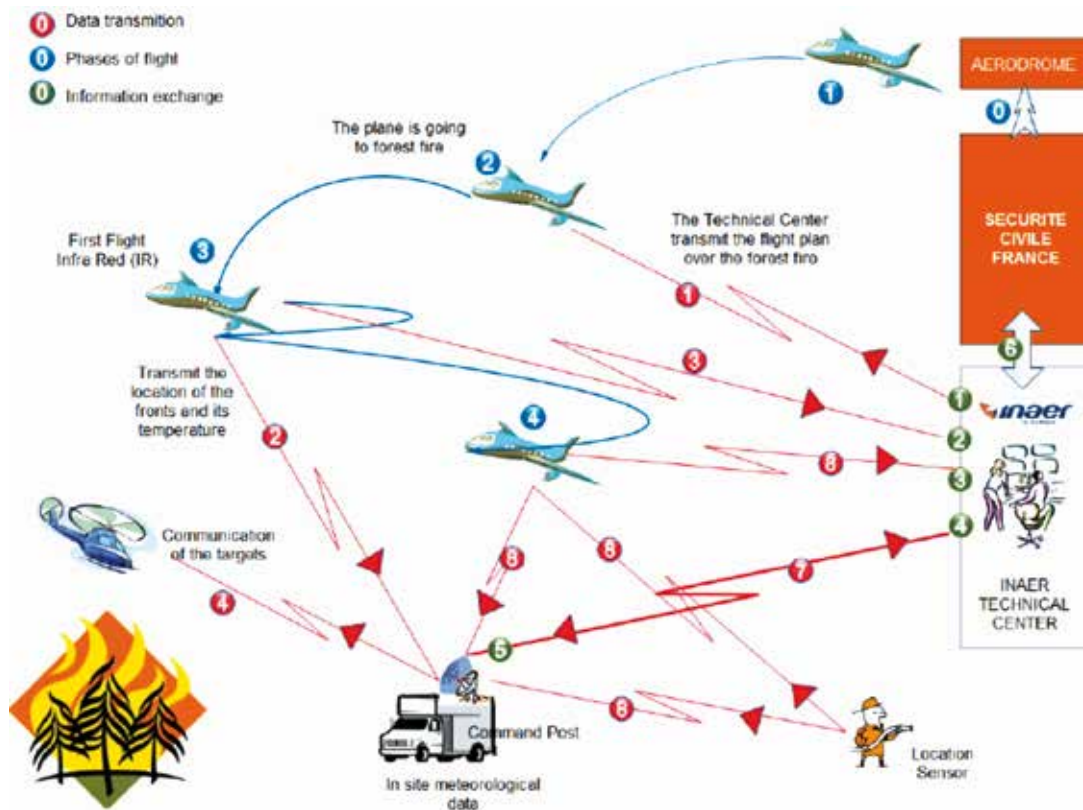 0 Data transmition
0 Phases of flight
0 Information exchange
1
AERODROME
0
The plane is
going to forest fire
2
SECURITE
CIVILE
FRANCE
The Technical Center
transmit the flight plan
over the forest fire
1
First Flight
Infra Red (IR)
3
6
Transmit the
location of the
fronts and its
temperature
3
1
inaer
2
2
4
8
3
4
Communication
of the targets
8
8
7
INAER
TECHNICAL
CENTER
4
5
8
Command Post
In site meteorological
data
Location
Sensor